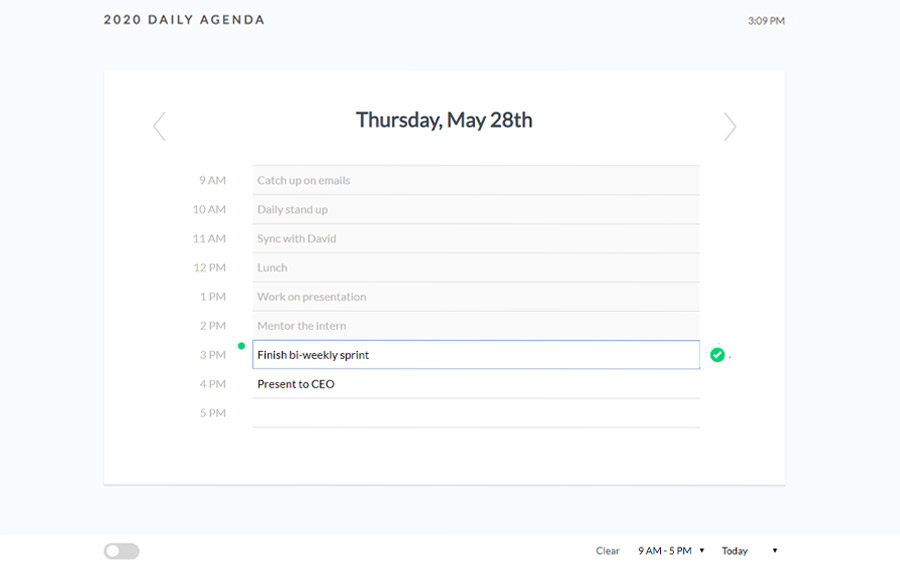 2020 DAILY AGENDA 3:09 PM
Thursday, May 28th
9 AM Catch up on emails
10 AM Daily stand up
11 AM Sync with David
12 PM Lunch
1 PM Work on presentation
2 PM Mentor the intern
3 PM Finish bi-weekly sprint
4 PM Present to CEO
5 PM
Clear 9 AM - 5 PM Today